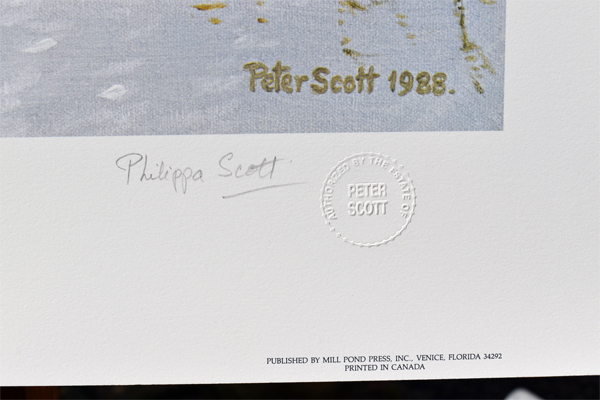 Peter Scott 1988.
Philippa Scott
AUTHORIZED BY THE ESTATE OF
PETER
SCOTT
PUBLISHED BY MILL POND PRESS, INC., VENICE, FLORIDA 34292
PRINTED IN CANADA